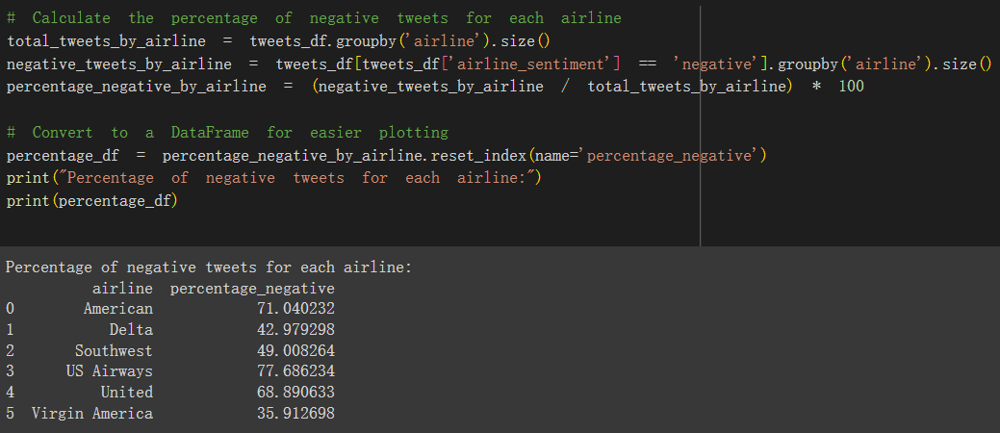 # Calculate the percentage of negative tweets for each airline
total_tweets_by_airline = tweets_df.groupby('airline').size()
negative_tweets_by_airline = tweets_df[tweets_df['airline_sentiment'] == 'negative'].groupby('airline').size()
percentage_negative_by_airline = (negative_tweets_by_airline / total_tweets_by_airline) * 100
# Convert to a DataFrame for easier plotting
percentage_df = percentage_negative_by_airline.reset_index(name='percentage_negative')
print("Percentage of negative tweets for each airline:")
print(percentage_df)
Percentage of negative tweets for each airline:
airline percentage_negative
0 American 71.040232
1 Delta 42.979298
2 Southwest 49.008264
3 US Airways 77.686234
4 United 68.890633
5 Virgin America 35.912698